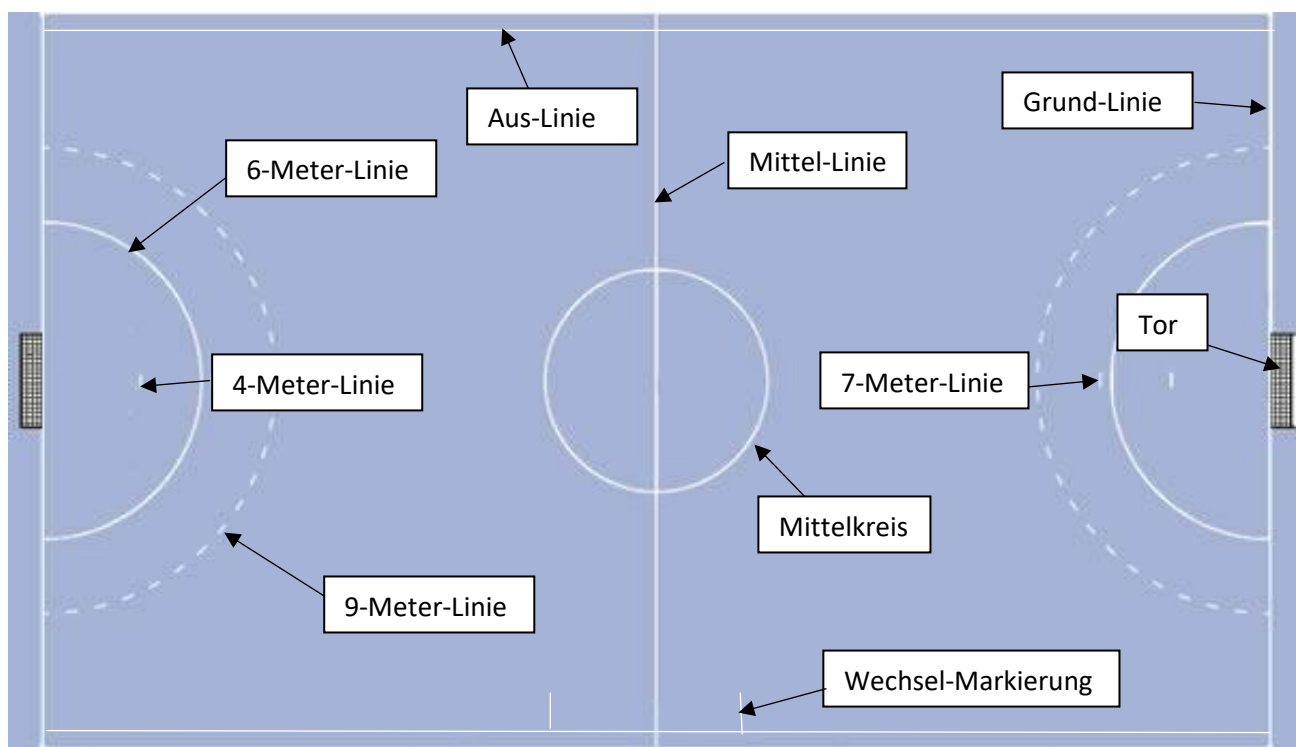 Aus-Linie
Grund-Linie
6-Meter-Linie
Mittel-Linie
Tor
4-Meter-Linie
7-Meter-Linie
Mittelkreis
9-Meter-Linie
Wechsel-Markierung